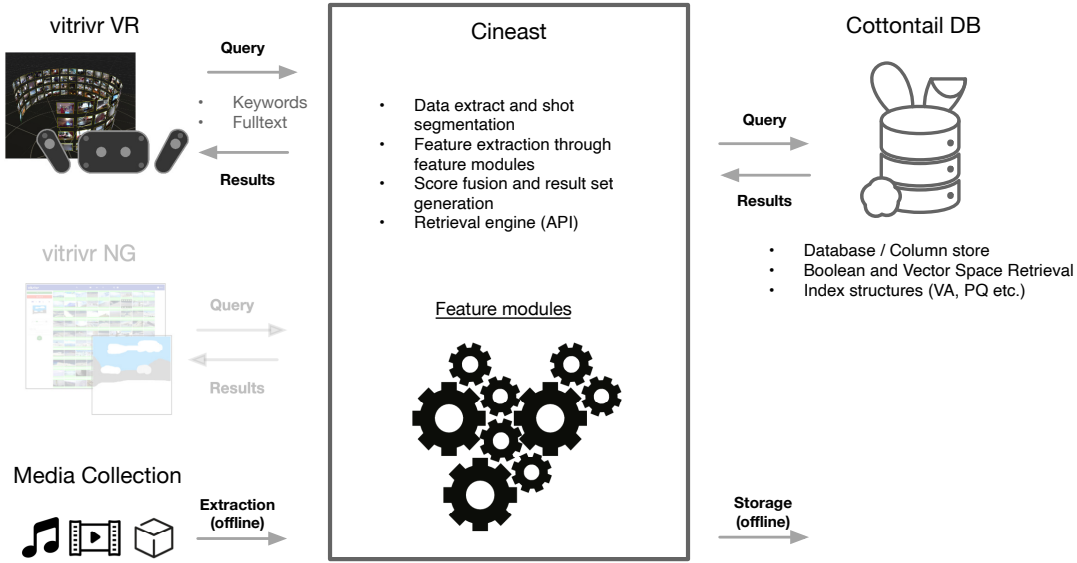 vitrivr VR
Query
• Keywords
• Fulltext
Results
vitrivr NG
Query
Results
Media Collection
Extraction
(offline)
Cineast
• Data extract and shot
segmentation
• Feature extraction through
feature modules
• Score fusion and result set
generation
• Retrieval engine (API)
Feature modules
Query
Results
Storage
(offline)
Cottontail DB
• Database / Column store
• Boolean and Vector Space Retrieval
• Index structures (VA, PQ etc.)